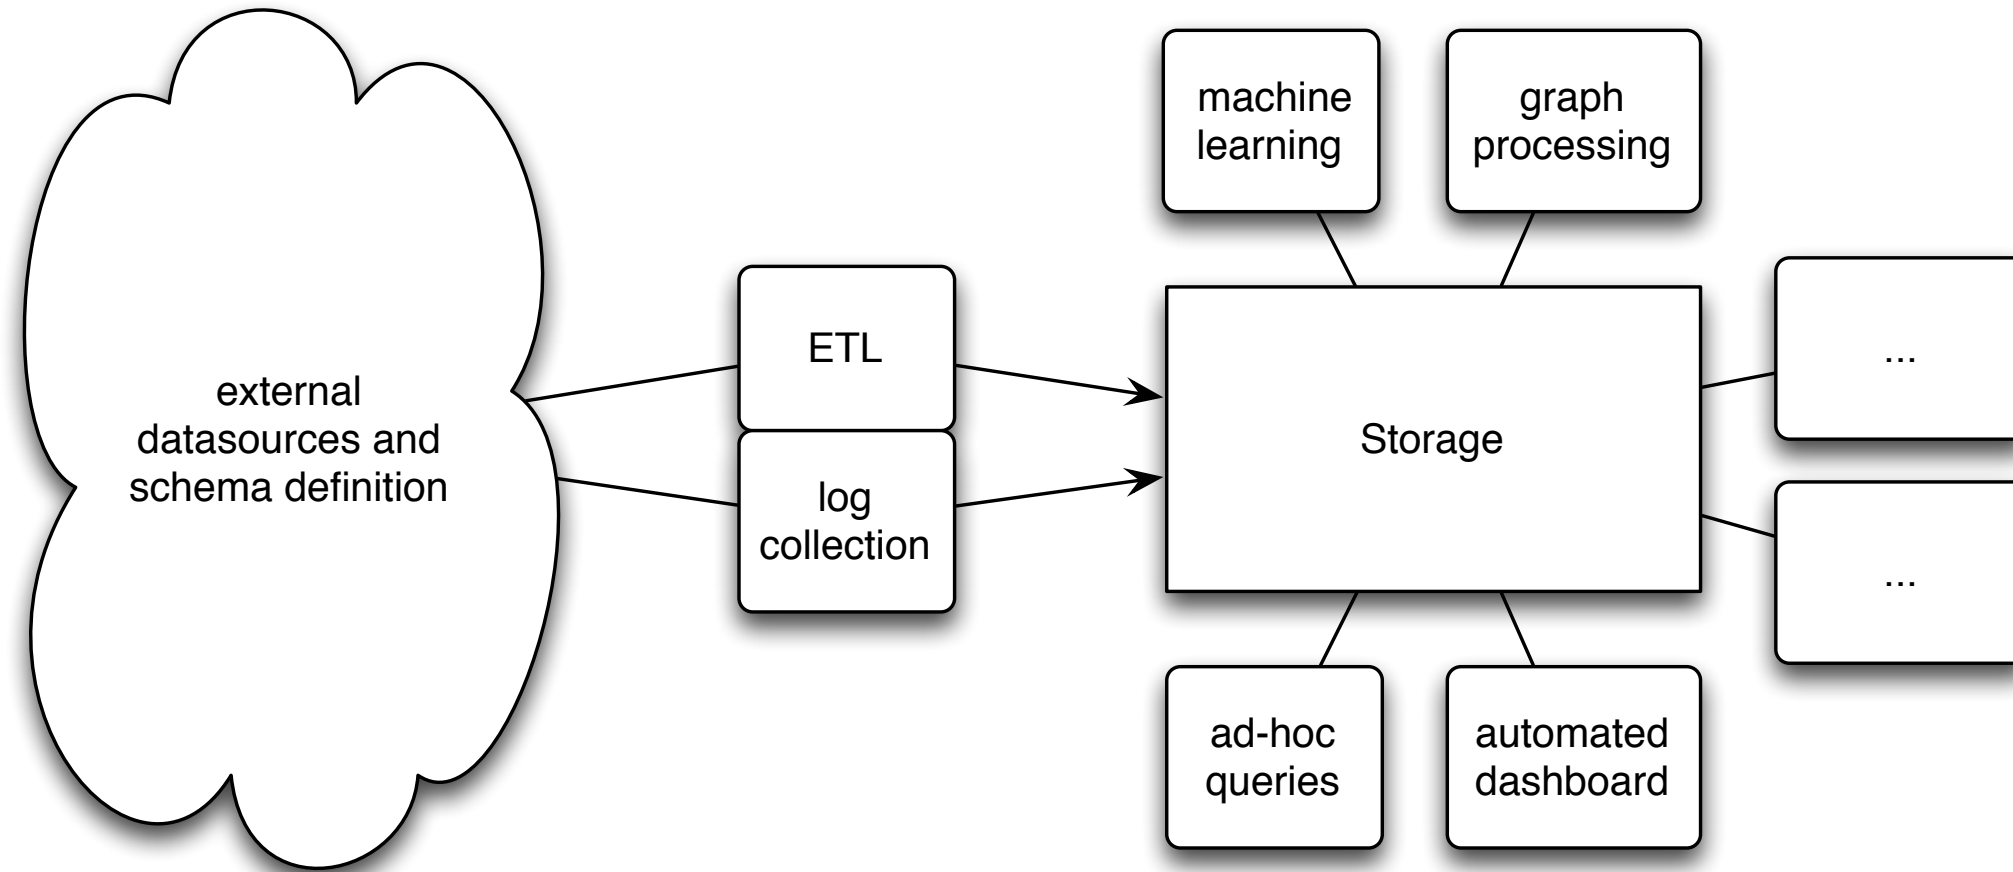 external
datasources and
schema definition
ETL
log
collection
machine
learning
graph
processing
Storage
...
...
ad-hoc
queries
automated
dashboard